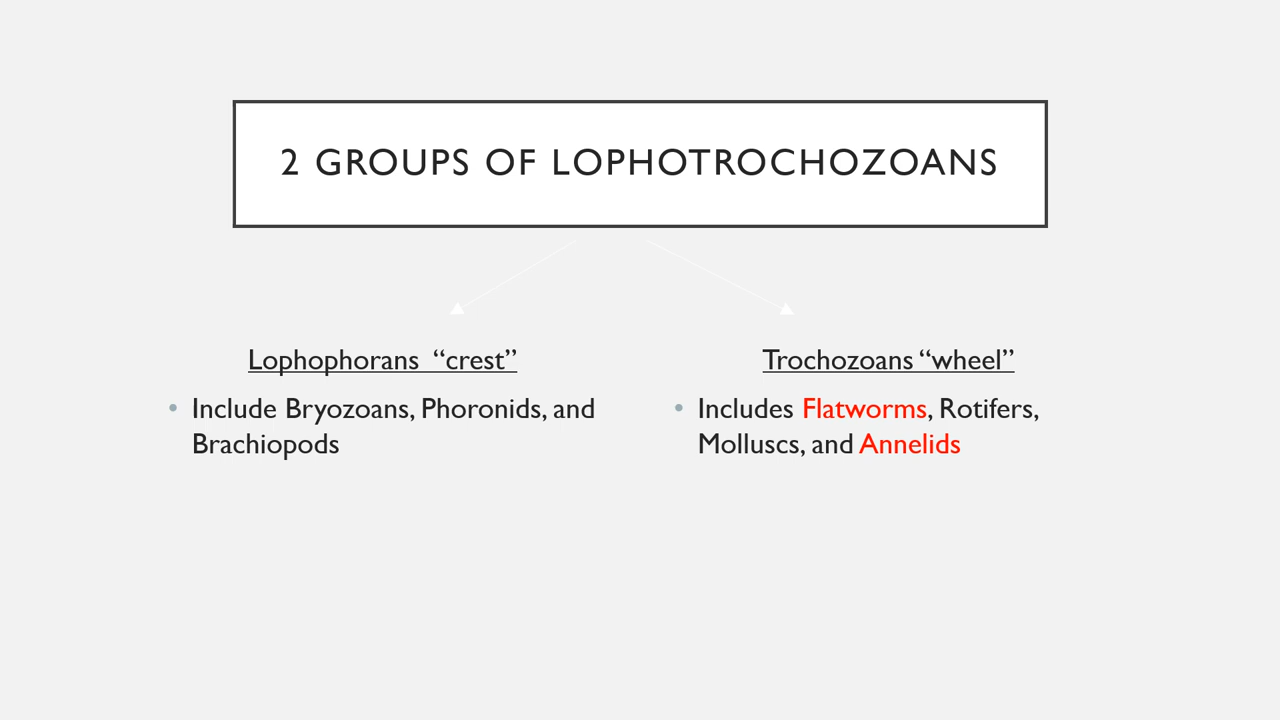 2 GROUPS OF LOPHOTROCHOZOANS
Lophophorans “crest”
• Include Bryozoans, Phoronids, and
Brachiopods
Trochozoans “wheel”
• Includes Flatworms, Rotifers,
Molluscs, and Annelids